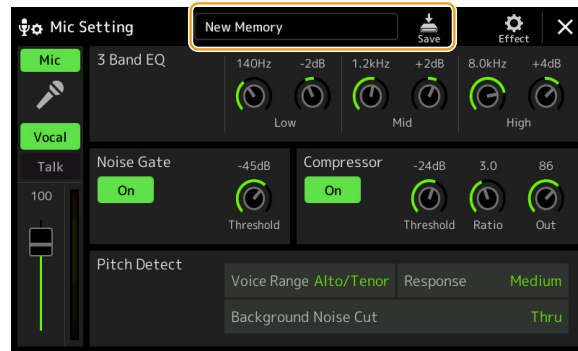 Mic Setting
New Memory
Save
Effect
Mic
Vocal
Talk
100
3 Band EQ
140Hz -2dB 1.2kHz +2dB 8.0kHz +4dB
Low Mid High
Noise Gate
On
-45dB
Threshold
Compressor
On
-24dB 3.0 86
Threshold Ratio Out
Pitch Detect
Voice Range Alto/Tenor Response Medium
Background Noise Cut Thru